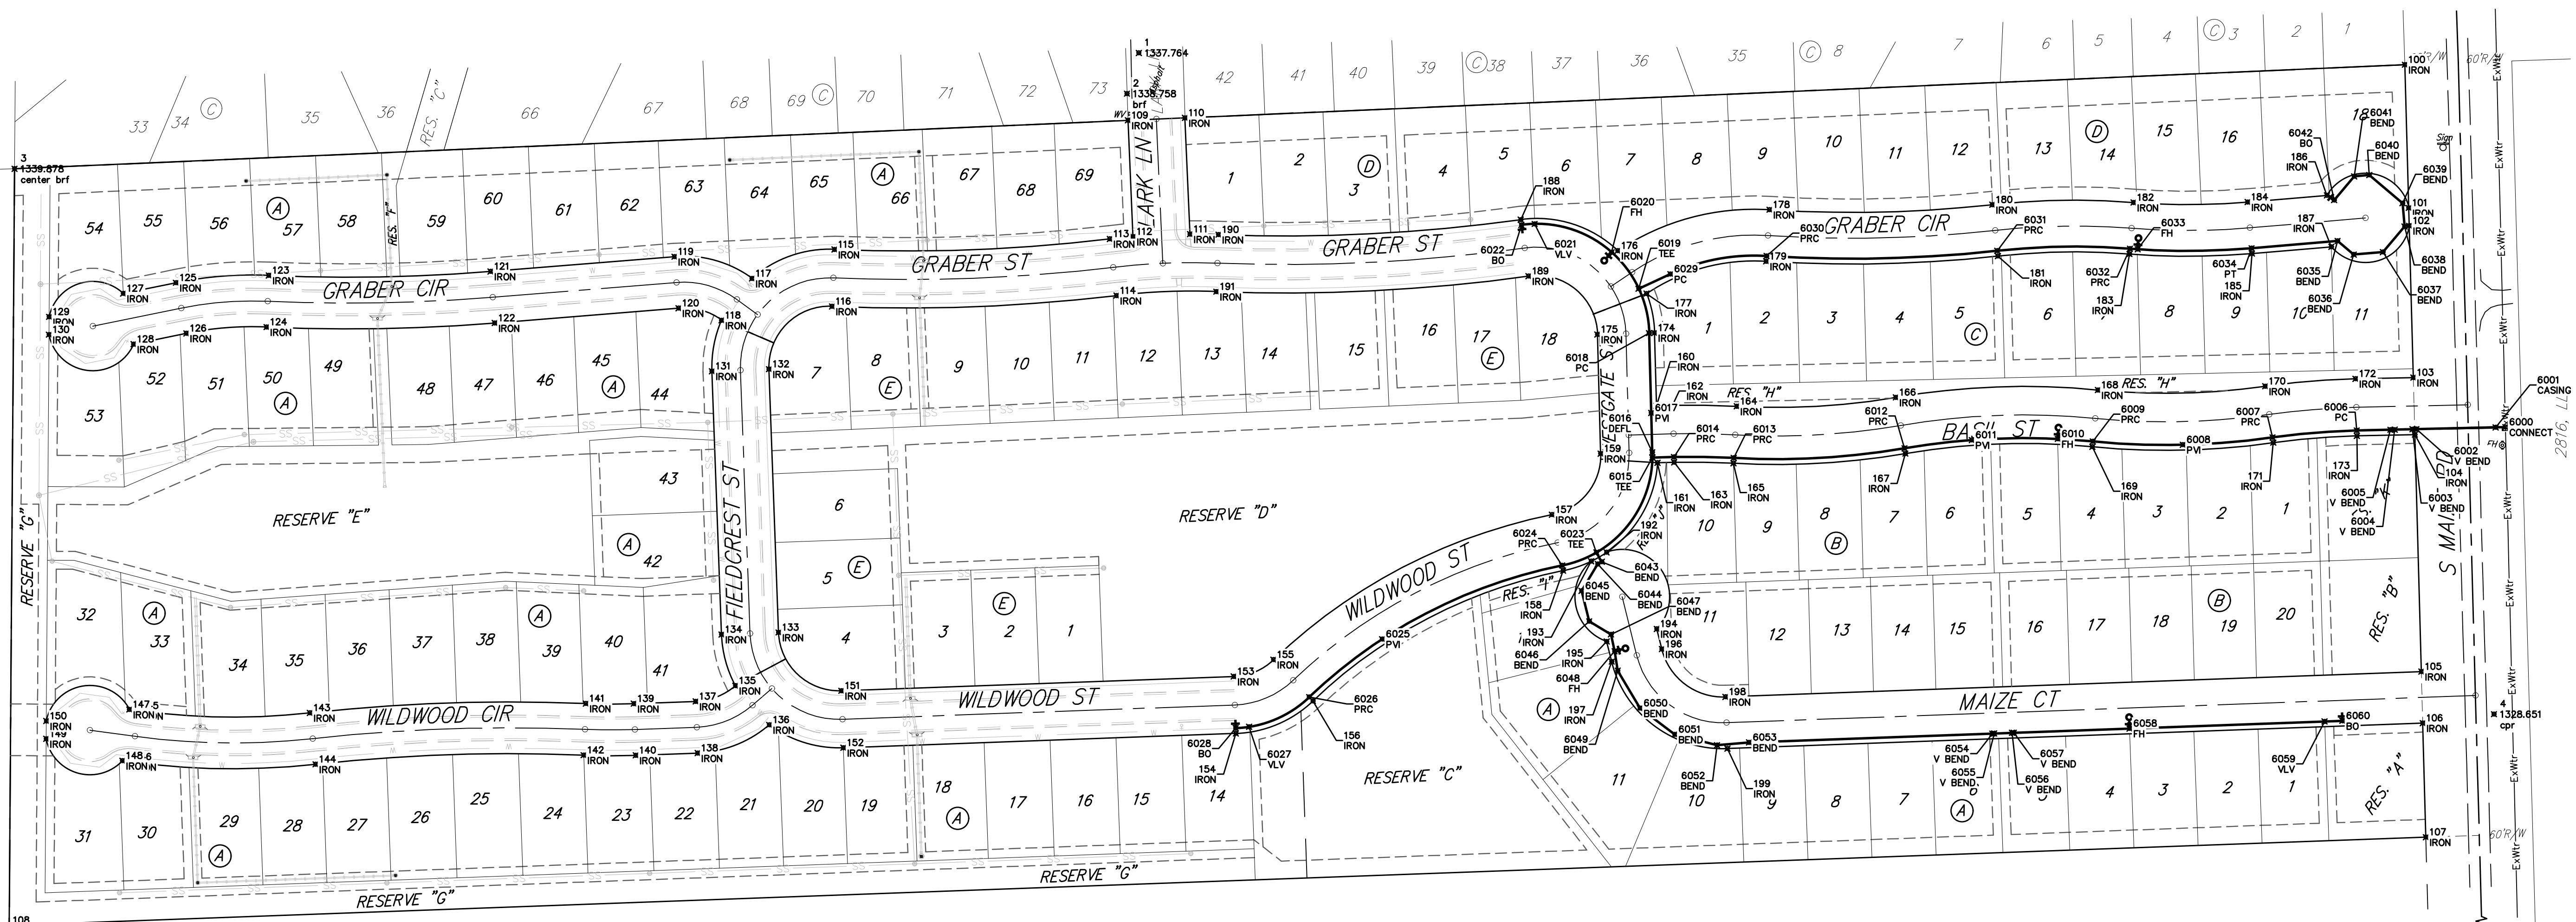 1
1337.764
2
1338.758
brf
3
1339.878
center brf
4
1328.651
cpr
33 34 Ⓒ 35 36 RES. "C" 66 67 68 69 Ⓒ 70 71 72 73
42 41 40 39 Ⓒ 38 37 36 35 Ⓒ 8 7 6 5 4 Ⓒ 3 2 1
60'R/W
ExWtr
100
IRON
109
IRON
110
IRON
LARK LN
54 55 56 Ⓐ 57 58 RES. "F" 59 60 61 62 63 64 65 Ⓐ 66 67 68 69
1 2 Ⓓ 3 4 5 6 7 8 9 10 11 12 13 Ⓓ 14 15 16 18
Sign
188
IRON
6020
FH
6022
BO
6021
VLV
176
IRON
6019
TEE
6029
PC
177
IRON
178
IRON
6030
PRC
179
IRON
180
IRON
6031
PRC
181
IRON
182
IRON
6033
FH
6032
PRC
183
IRON
184
IRON
6034
PT
185
IRON
186
IRON
6042
BO
6041
BEND
6040
BEND
6039
BEND
101
IRON
102
IRON
187
IRON
6038
BEND
6037
BEND
6036
BEND
6035
BEND
GRABER CIR
GRABER ST
GRABER ST
GRABER CIR
111
IRON
190
IRON
112
IRON
113
IRON
114
IRON
191
IRON
189
IRON
115
IRON
116
IRON
117
IRON
118
IRON
119
IRON
120
IRON
121
IRON
122
IRON
123
IRON
124
IRON
125
IRON
126
IRON
127
IRON
128
IRON
129
IRON
130
IRON
131
IRON
132
IRON
53 52 51 50 Ⓐ 49 48 47 46 45 Ⓐ 44
7 8 Ⓔ 9 10 11 12 13 14 15 16 17 Ⓔ 18
1 2 3 4 5 Ⓒ 6 8 9 10 11
175
IRON
174
IRON
6018
PC
160
IRON
162
IRON
6017
PVI
6016
DEFL
RES. "H"
164
IRON
166
IRON
168
IRON
RES. "H"
170
IRON
172
IRON
103
IRON
6014
PRC
6013
PRC
6012
PRC
6011
PVI
BASIL ST
6010
FH
6009
PRC
6008
PVI
6007
PRC
6006
PC
6001
CASING
6000
CONNECT
FH
6002
V BEND
104
IRON
6003
V BEND
6005
V BEND
6004
V BEND
159
IRON
6015
TEE
161
IRON
163
IRON
165
IRON
167
IRON
169
IRON
171
IRON
173
IRON
43
Ⓐ
42
FIELDCREST ST
6
5
Ⓔ
4
RESERVE "E"
RESERVE "D"
RESERVE "G"
157
IRON
192
IRON
6024
PRC
6023
TEE
10 9 8 Ⓑ 7 6 5 4 3 2 1
32 Ⓐ 33 34 35 36 37 38 Ⓐ 39 40 41
3 Ⓔ 2 1
WILDWOOD ST
RES. "I"
158
IRON
6043
BEND
6044
BEND
6045
BEND
6047
BEND
193
IRON
6046
BEND
195
IRON
6048
FH
194
IRON
196
IRON
197
IRON
6049
BEND
6050
BEND
6051
BEND
11 12 13 14 15 16 17 18 Ⓑ 19 20
RES. "B"
105
IRON
106
IRON
107
IRON
MAIZE CT
198
IRON
6052
BEND
6053
BEND
199
IRON
6054
V BEND
6055
V BEND
6056
V BEND
6057
V BEND
6058
FH
6059
VLV
6060
BO
133
IRON
134
IRON
135
IRON
136
IRON
137
IRON
138
IRON
139
IRON
140
IRON
141
IRON
142
IRON
143
IRON
144
IRON
147
148
149
IRON
150
IRON
WILDWOOD CIR
WILDWOOD ST
151
IRON
152
IRON
153
IRON
155
IRON
6025
PVI
6026
PRC
156
IRON
6028
BO
6027
VLV
154
IRON
31 30 29 Ⓐ 28 27 26 25 24 23 22 21 20 19 18 Ⓐ 17 16 15 14
RESERVE "C"
Ⓐ
11 10 9 8 7 Ⓐ 4 3 2 1
RES. "A"
60'R/W
RESERVE "G"
RESERVE "G"
108